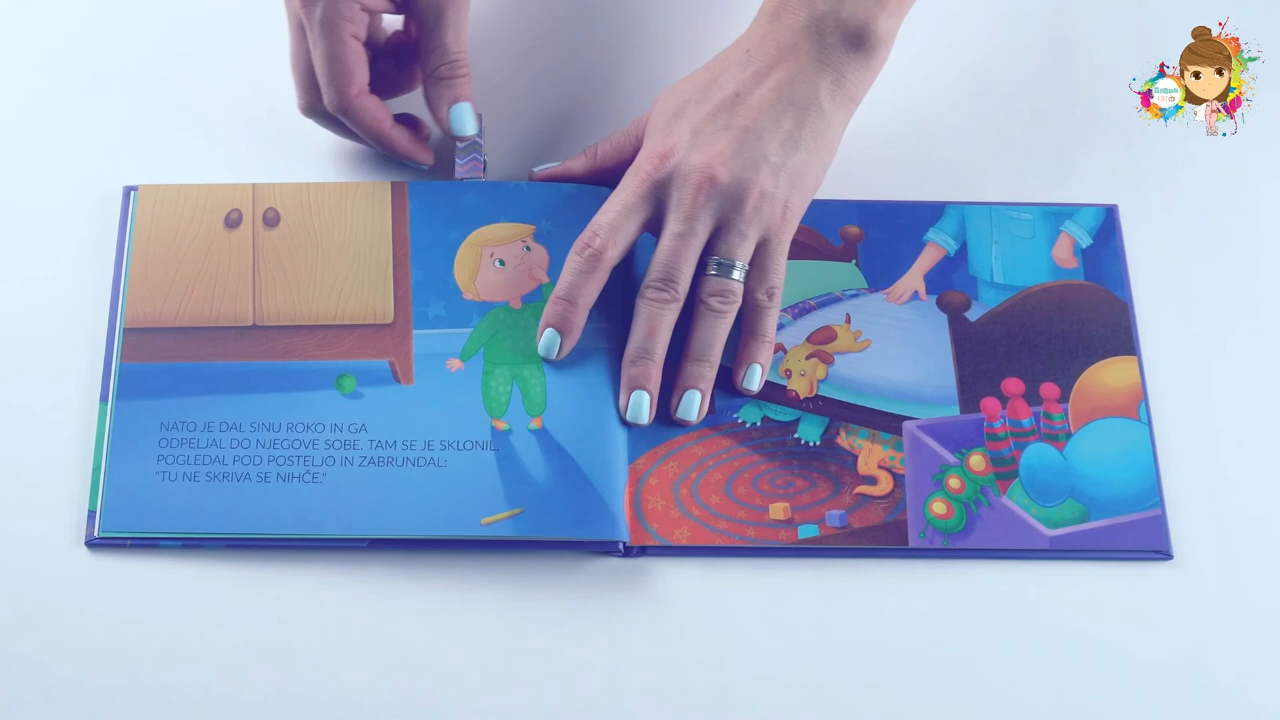 NATO JE DAL SINU ROKO IN GA
ODPELJAL DO NJEGOVE SOBE. TAM SE JE SKLONIL,
POGLEDAL POD POSTELJO IN ZABRUNDAL:
"TU NE SKRIVA SE NIHČE."